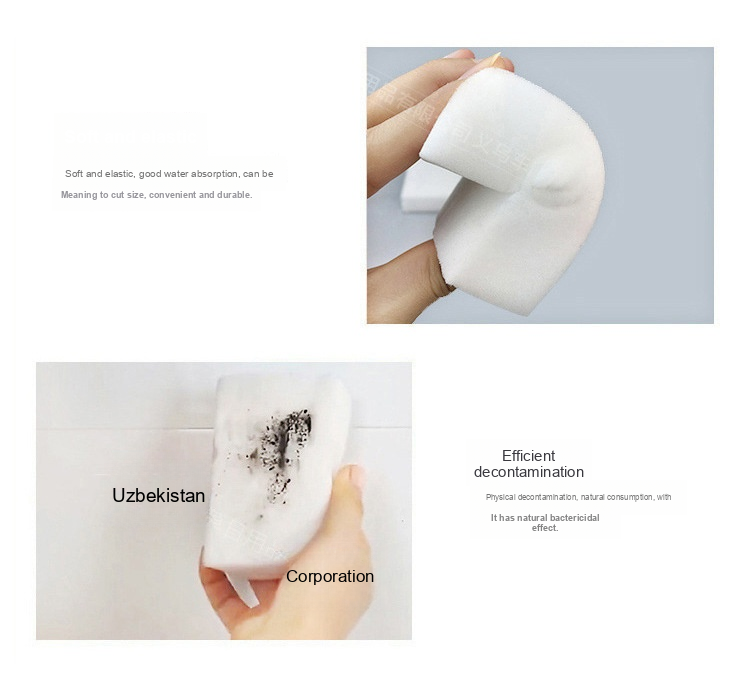 Soft and elastic, good water absorption, can be
Meaning to cut size, convenient and durable.
Uzbekistan
Corporation
Efficient
decontamination
Physical decontamination, natural consumption, with
It has natural bactericidal
effect.